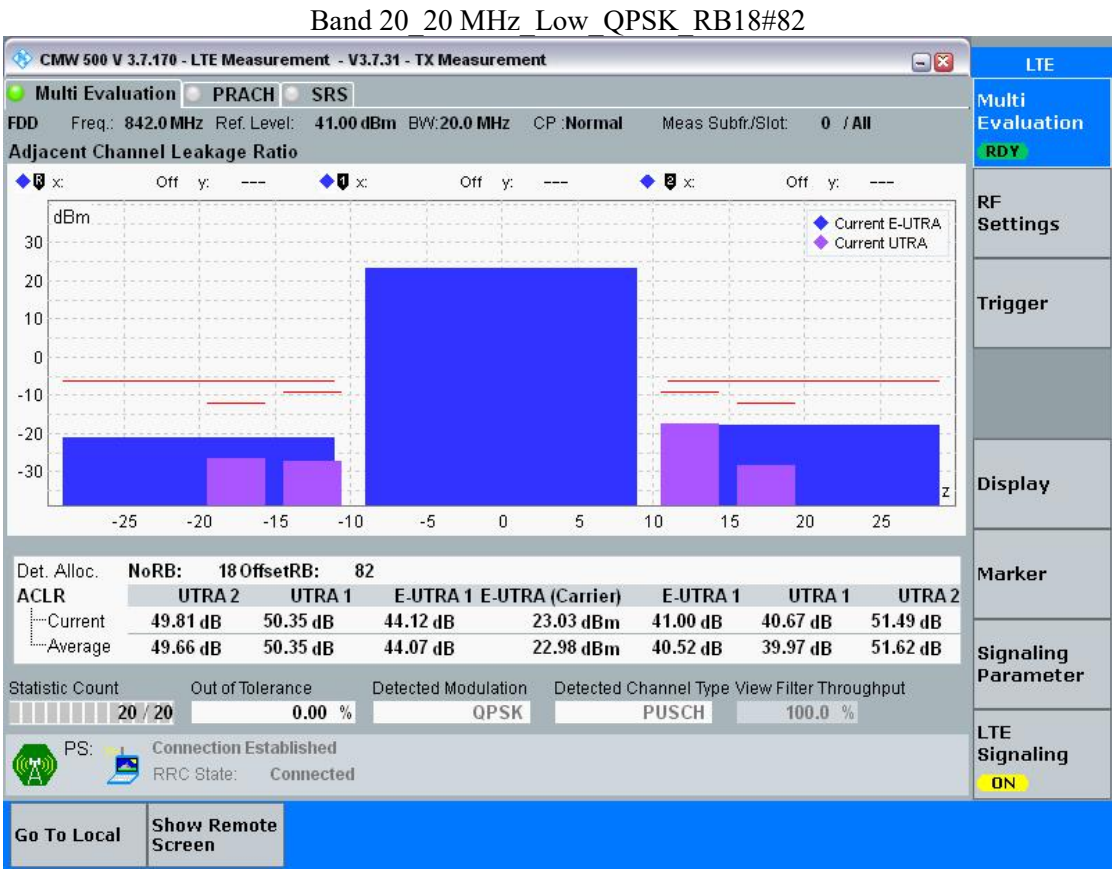 Band 20_20 MHz_Low_QPSK_RB18#82
CMW 500 V 3.7.170 - LTE Measurement - V3.7.31 - TX Measurement
LTE
Multi Evaluation PRACH SRS
Multi Evaluation
RDY
FDD Freq.: 842.0 MHz Ref. Level: 41.00 dBm BW: 20.0 MHz CP :Normal Meas Subfr./Slot: 0 / All
Adjacent Channel Leakage Ratio
R x: Off y: --- 1 x: Off y: --- 2 x: Off y: ---
dBm
Current E-UTRA
Current UTRA
30
20
10
0
-10
-20
-30
z
-25 -20 -15 -10 -5 0 5 10 15 20 25
RF
Settings
Trigger
Display
Marker
Signaling
Parameter
LTE
Signaling
ON
Det. Alloc. NoRB: 18 OffsetRB: 82
ACLR UTRA 2 UTRA 1 E-UTRA 1 E-UTRA (Carrier) E-UTRA 1 UTRA 1 UTRA 2
Current 49.81 dB 50.35 dB 44.12 dB 23.03 dBm 41.00 dB 40.67 dB 51.49 dB
Average 49.66 dB 50.35 dB 44.07 dB 22.98 dBm 40.52 dB 39.97 dB 51.62 dB
Statistic Count Out of Tolerance Detected Modulation Detected Channel Type View Filter Throughput
20 / 20 0.00 % QPSK PUSCH 100.0 %
PS: Connection Established
RRC State: Connected
Go To Local
Show Remote
Screen